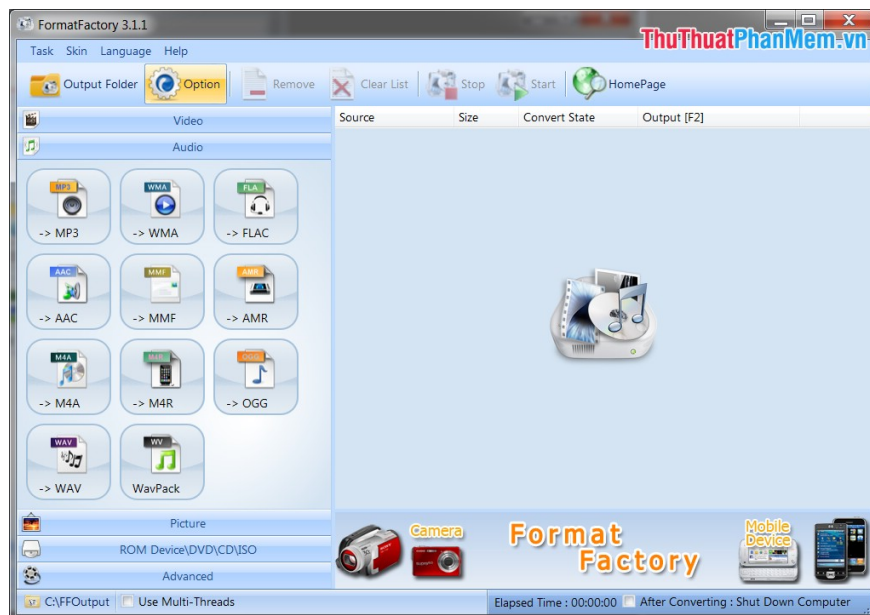 FormatFactory 3.1.1
ThuThuatPhanMem.vn
Task Skin Language Help
Output Folder Option Remove Clear List Stop Start HomePage
Video
Source Size Convert State Output [F2]
Audio
MP3 WMA FLA
-> MP3 -> WMA -> FLAC
AAC MMF AMR
-> AAC -> MMF -> AMR
M4A M4R OGG
-> M4A -> M4R -> OGG
WAV WV
-> WAV WavPack
Picture
ROM Device\DVD\CD\ISO
Advanced
Camera
Format
Factory
Mobile
Device
C:\FFOutput Use Multi-Threads Elapsed Time : 00:00:00 After Converting : Shut Down Computer